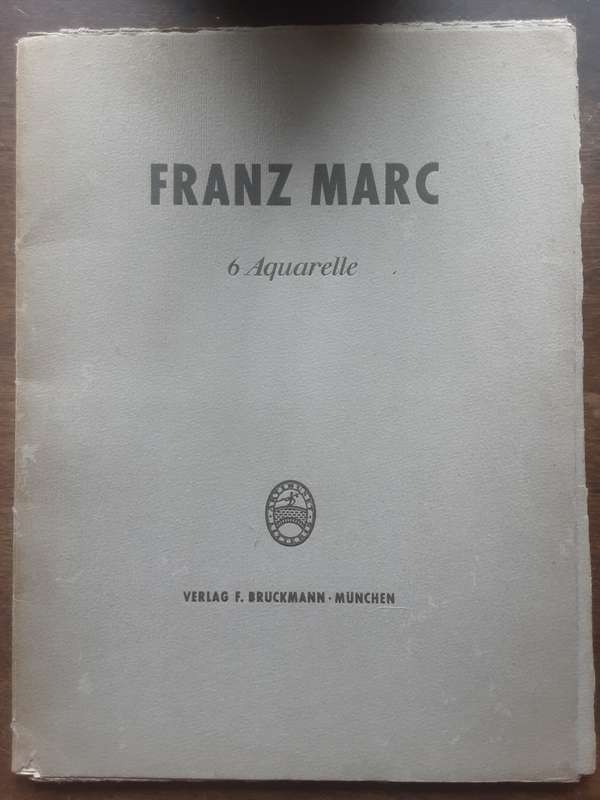 FRANZ MARC
6 Aquarelle
VERLAG F. BRUCKMANN · MÜNCHEN